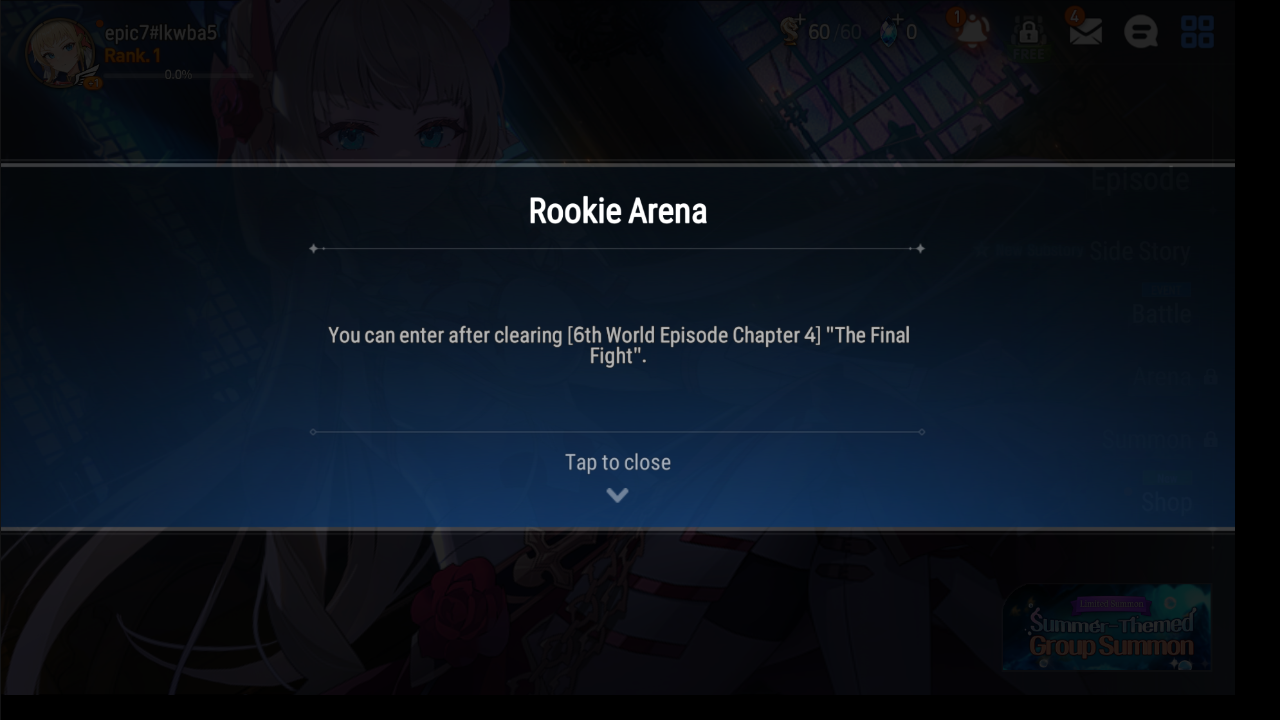 epic7#lkwba5
Rank. 1
0.0%
60 /60
0
1
FREE
4
Episode
Rookie Arena
Side Story
Battle
You can enter after clearing [6th World Episode Chapter 4] "The Final
Fight".
Arena
Summon
Tap to close
Shop
Summer-Themed
Group Summon